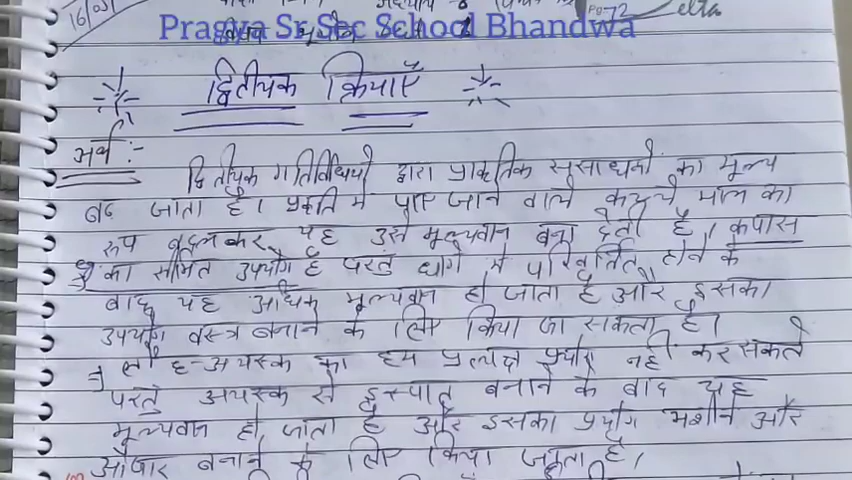 16/01
Pragya Sr. Sec School Bhandwa
द्वितीयक क्रियाएँ
अर्थ :-
द्वितीयक गतिविधियों द्वारा प्राकृतिक संसाधनों का मूल्य
बढ़ जाता है। प्रकृति में पाए जाने वाले कच्चे माल का
रूप बदलकर यह उसे मूल्यवान बना देती है। कपास
का सीमित उपयोग है परंतु धागे में परिवर्तित होने के
बाद यह अधिक मूल्यवान हो जाता है और इसका
उपयोग वस्त्र बनाने के लिए किया जा सकता है।
लौह-अयस्क का हम प्रत्यक्ष प्रयोग नहीं कर सकते
परंतु अयस्क से इस्पात बनाने के बाद यह
मूल्यवान हो जाता है और इसका प्रयोग मशीनें और
औजार बनाने के लिए किया जाता है।